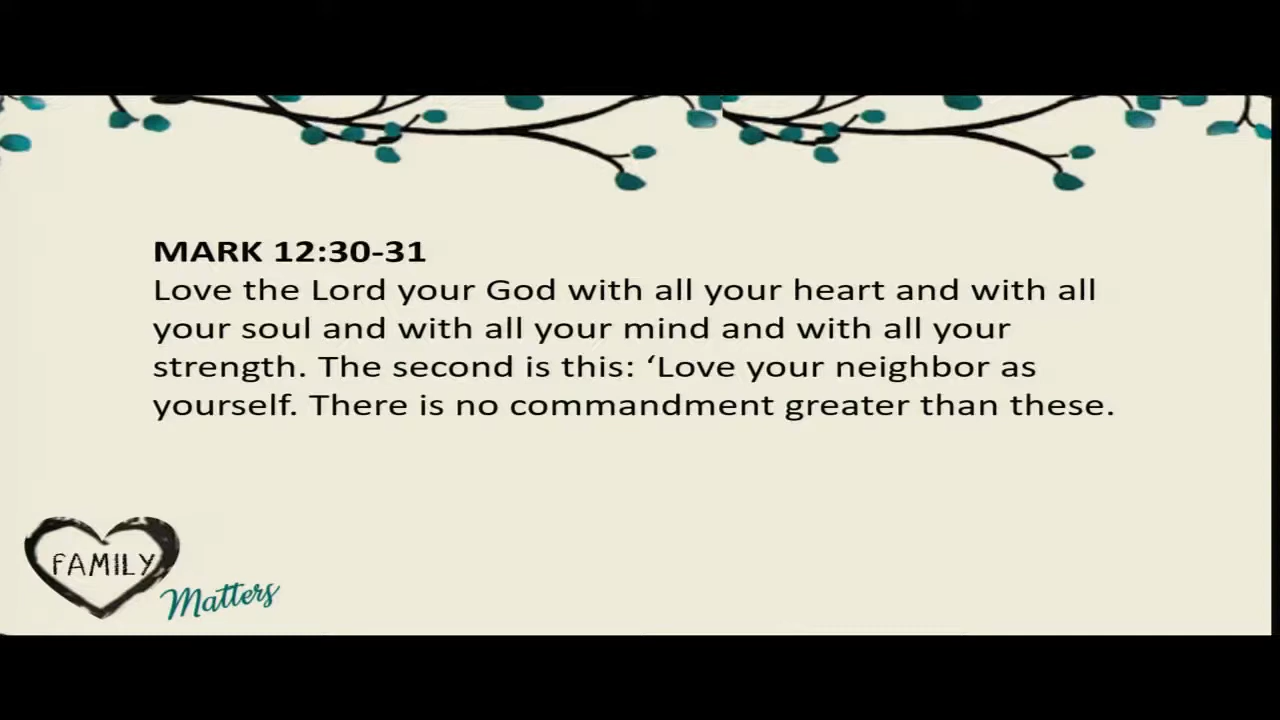 MARK 12:30-31
Love the Lord your God with all your heart and with all
your soul and with all your mind and with all your
strength. The second is this: ‘Love your neighbor as
yourself. There is no commandment greater than these.
FAMILY
Matters